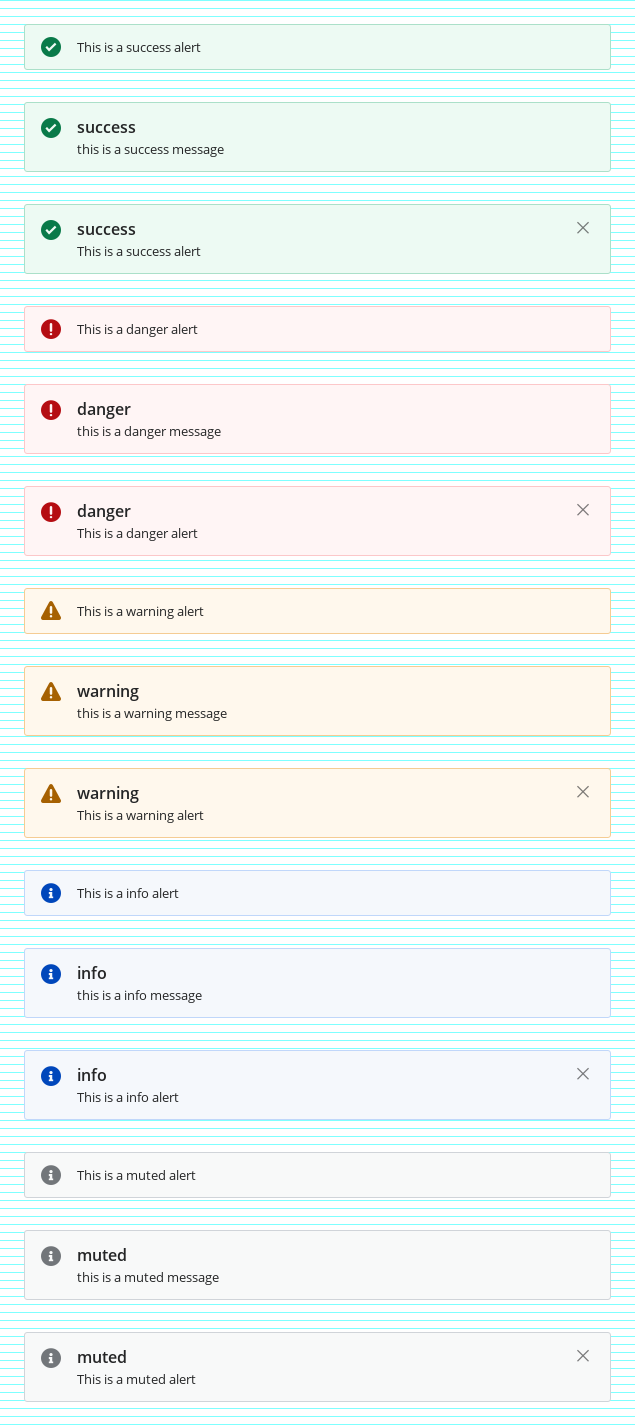 This is a success alert
success
this is a success message
success
This is a success alert
This is a danger alert
danger
this is a danger message
danger
This is a danger alert
This is a warning alert
warning
this is a warning message
warning
This is a warning alert
This is a info alert
info
this is a info message
info
This is a info alert
This is a muted alert
muted
this is a muted message
muted
This is a muted alert